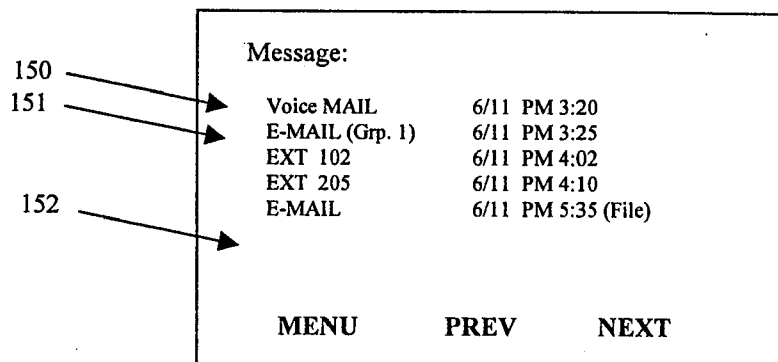 Message:
150
151
Voice MAIL 6/11 PM 3:20
E-MAIL (Grp. 1) 6/11 PM 3:25
EXT 102 6/11 PM 4:02
EXT 205 6/11 PM 4:10
152
E-MAIL 6/11 PM 5:35 (File)
MENU PREV NEXT